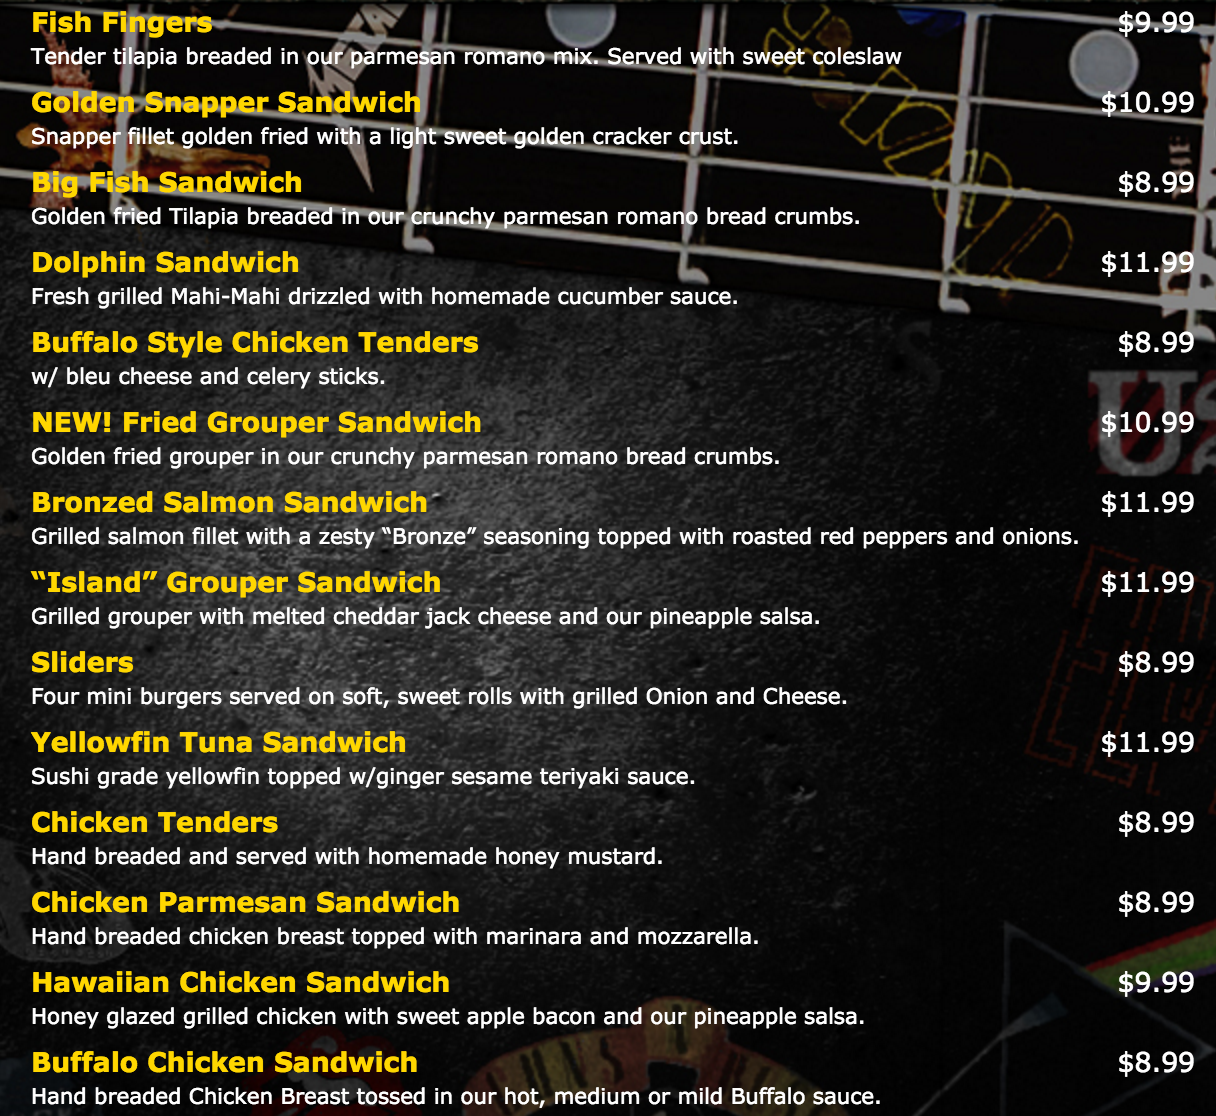 Fish Fingers $9.99
Tender tilapia breaded in our parmesan romano mix. Served with sweet coleslaw
Golden Snapper Sandwich $10.99
Snapper fillet golden fried with a light sweet golden cracker crust.
Big Fish Sandwich $8.99
Golden fried Tilapia breaded in our crunchy parmesan romano bread crumbs.
Dolphin Sandwich $11.99
Fresh grilled Mahi-Mahi drizzled with homemade cucumber sauce.
Buffalo Style Chicken Tenders $8.99
w/ bleu cheese and celery sticks.
NEW! Fried Grouper Sandwich $10.99
Golden fried grouper in our crunchy parmesan romano bread crumbs.
Bronzed Salmon Sandwich $11.99
Grilled salmon fillet with a zesty “Bronze” seasoning topped with roasted red peppers and onions.
“Island” Grouper Sandwich $11.99
Grilled grouper with melted cheddar jack cheese and our pineapple salsa.
Sliders $8.99
Four mini burgers served on soft, sweet rolls with grilled Onion and Cheese.
Yellowfin Tuna Sandwich $11.99
Sushi grade yellowfin topped w/ginger sesame teriyaki sauce.
Chicken Tenders $8.99
Hand breaded and served with homemade honey mustard.
Chicken Parmesan Sandwich $8.99
Hand breaded chicken breast topped with marinara and mozzarella.
Hawaiian Chicken Sandwich $9.99
Honey glazed grilled chicken with sweet apple bacon and our pineapple salsa.
Buffalo Chicken Sandwich $8.99
Hand breaded Chicken Breast tossed in our hot, medium or mild Buffalo sauce.